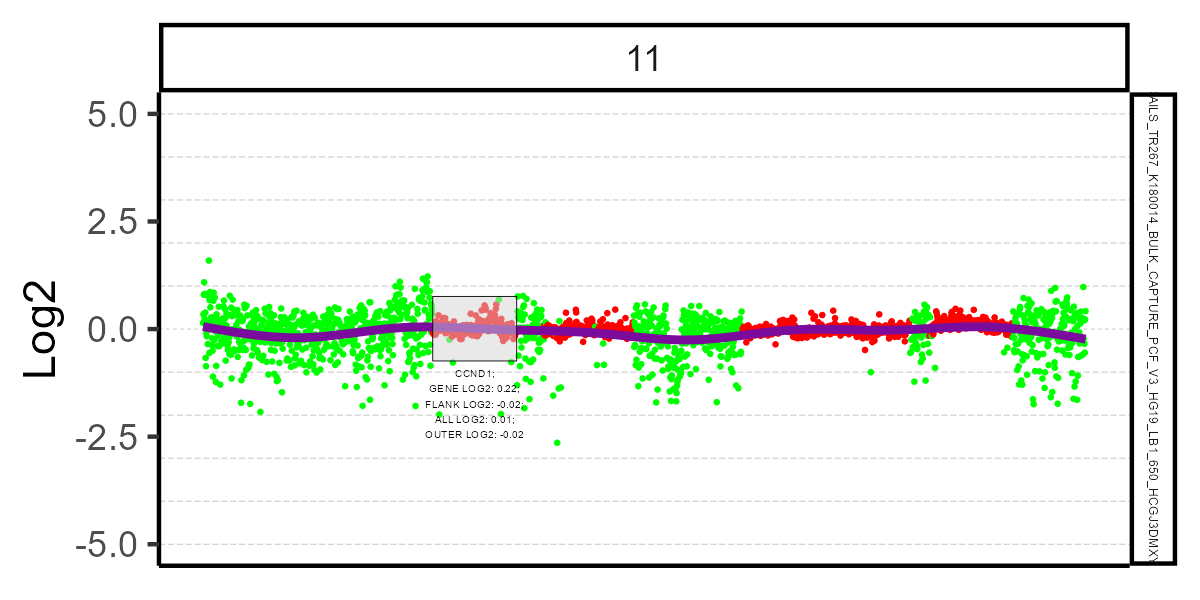 11
5.0
2.5
0.0
-2.5
-5.0
Log2
CCND1;
GENE LOG2: 0.22;
FLANK LOG2: -0.02;
ALL LOG2: 0.01;
OUTER LOG2: -0.02
AILS_TR267_K180014_BULK_CAPTURE_PCE_V3_HG19_LB1_650_HCGJ3DMXY